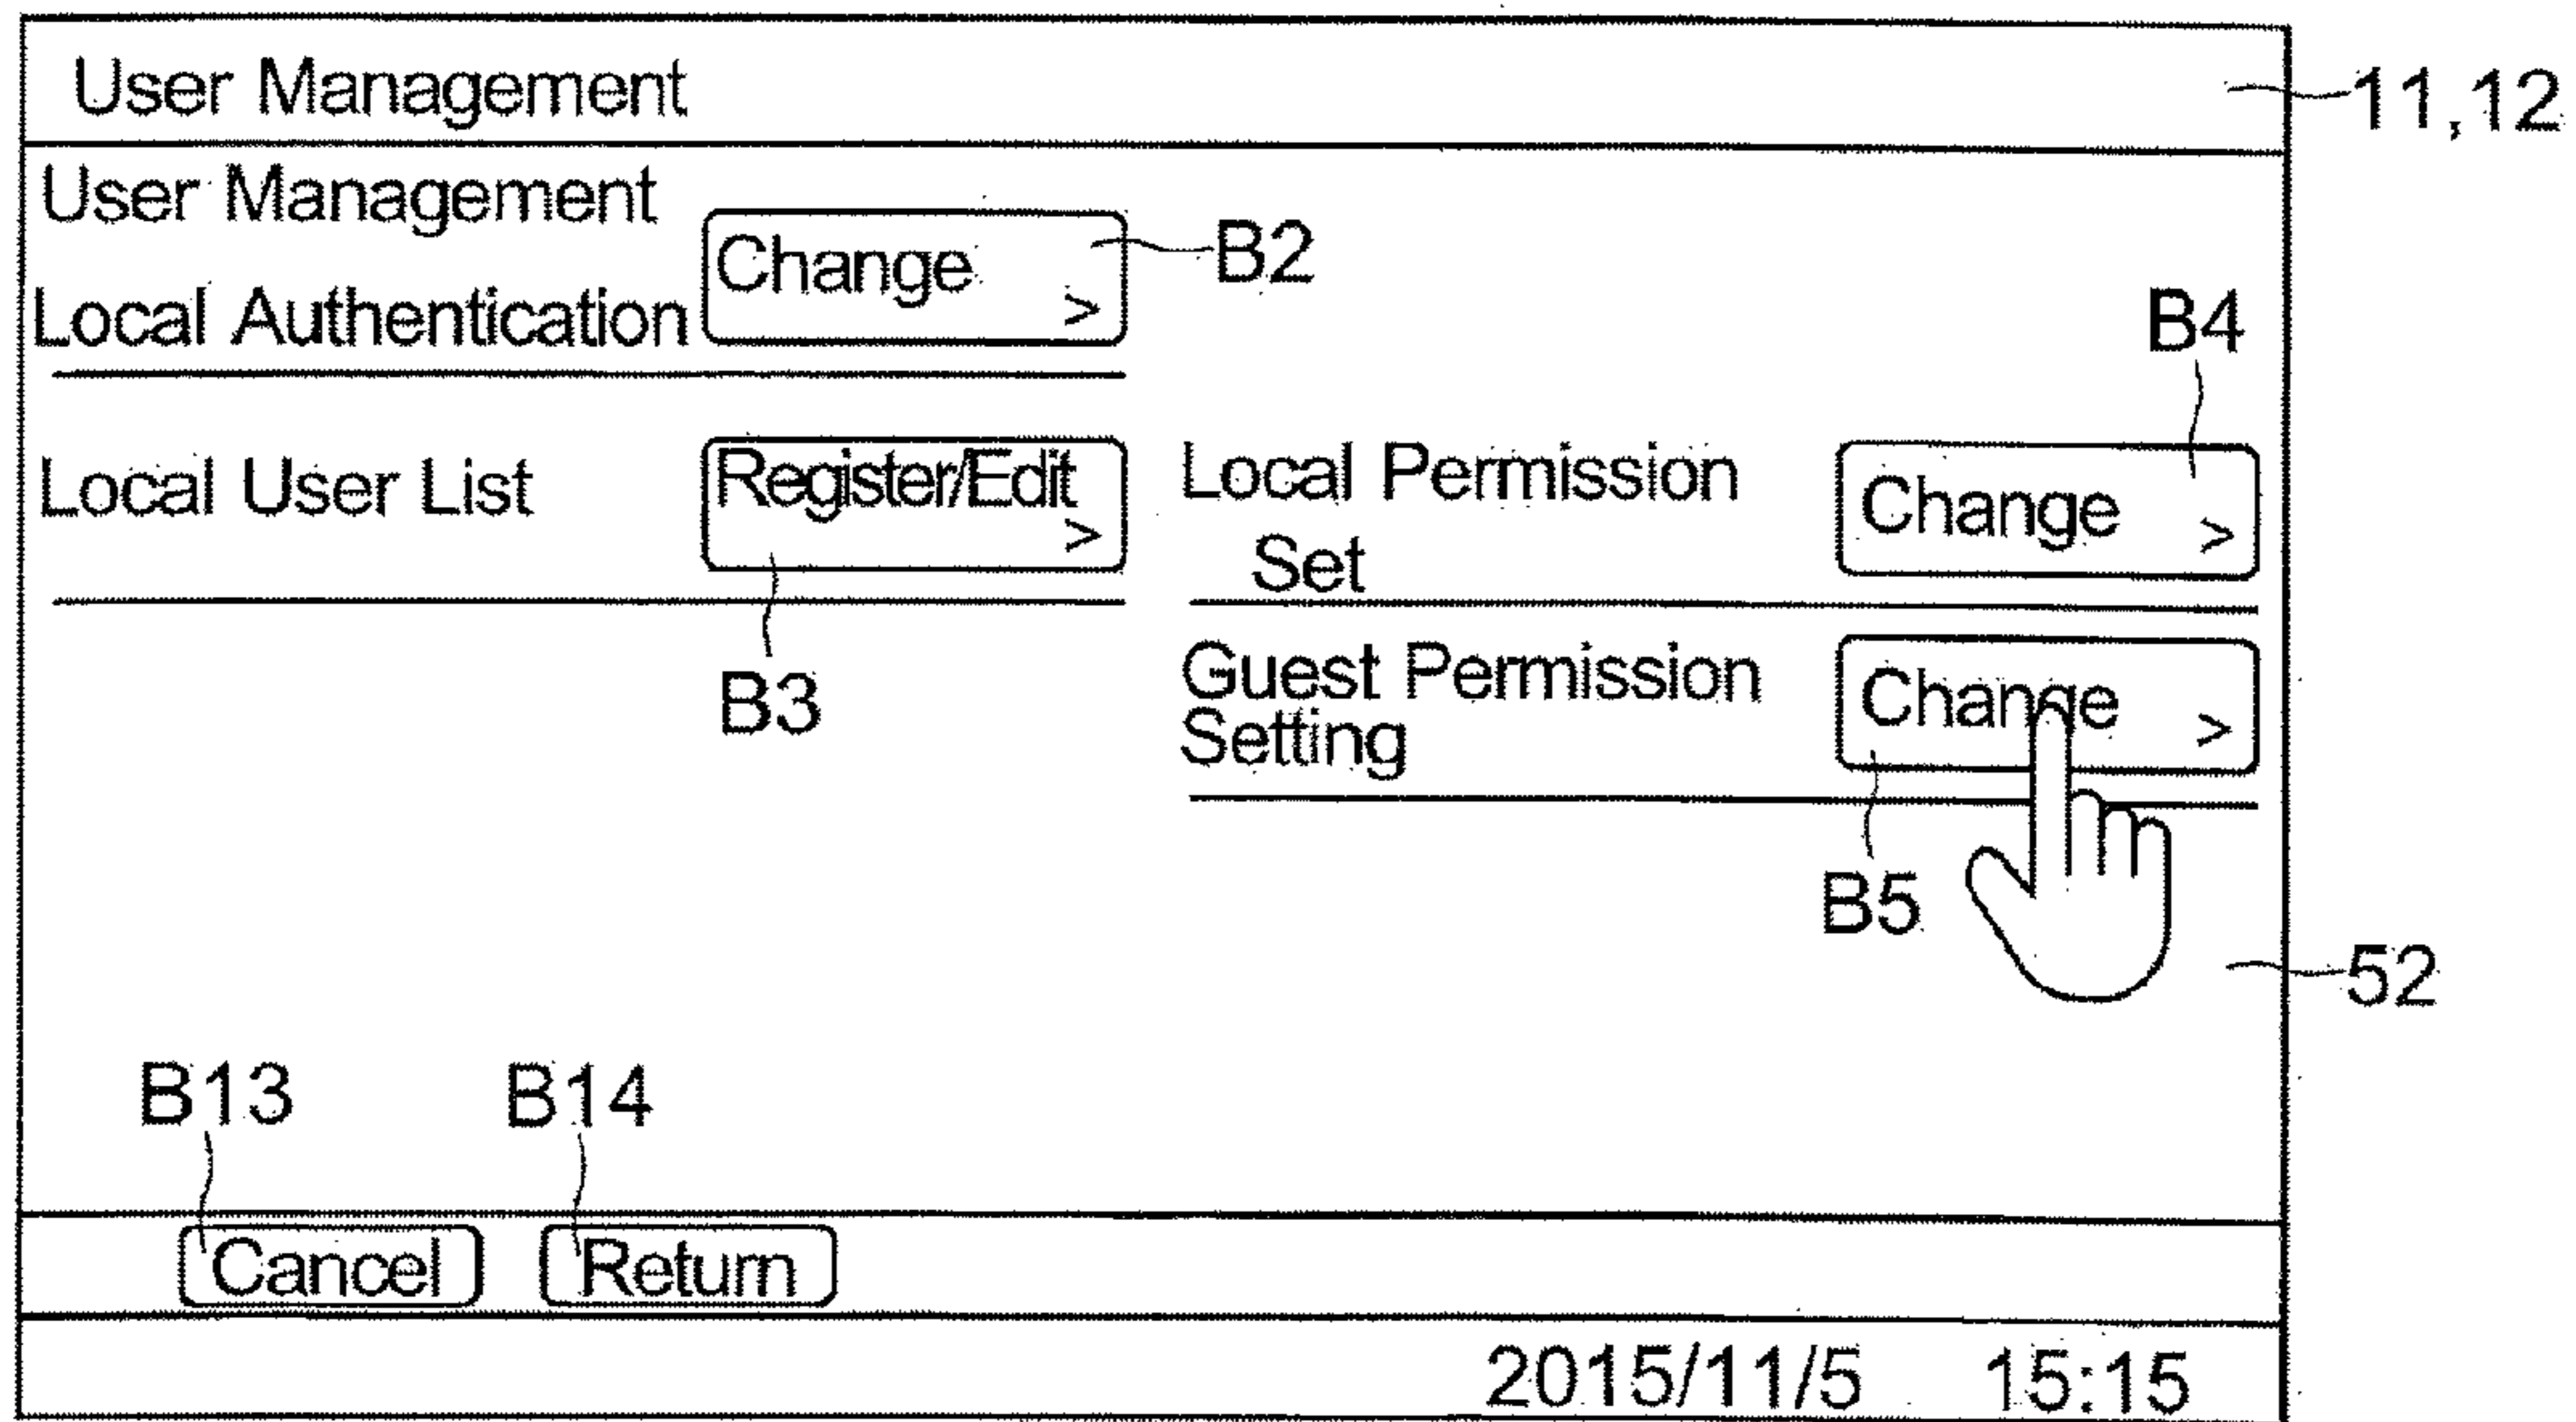 User Management
11,12
User Management
Change >
B2
Local Authentication
B4
Local User List
Register/Edit >
Local Permission
Set
Change >
B3
Guest Permission
Setting
Change >
B5
52
B13
B14
Cancel
Return
2015/11/5 15:15